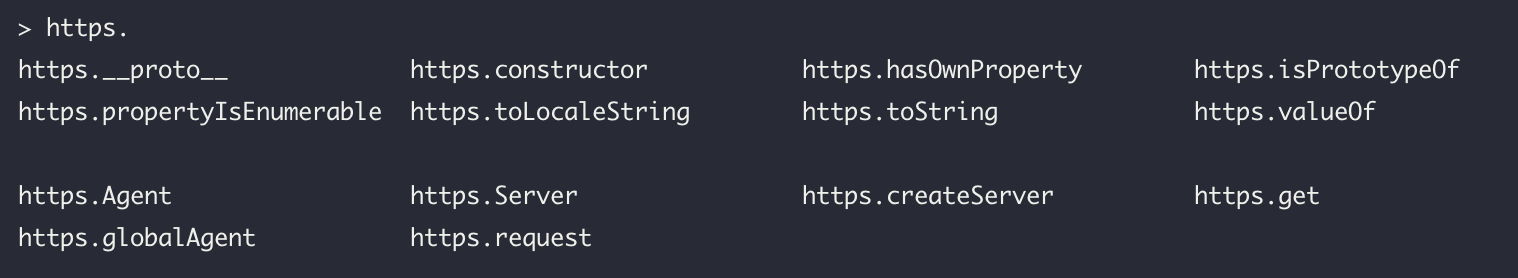 > https.
https.__proto__ https.constructor https.hasOwnProperty https.isPrototypeOf
https.propertyIsEnumerable https.toLocaleString https.toString https.valueOf
https.Agent https.Server https.createServer https.get
https.globalAgent https.request